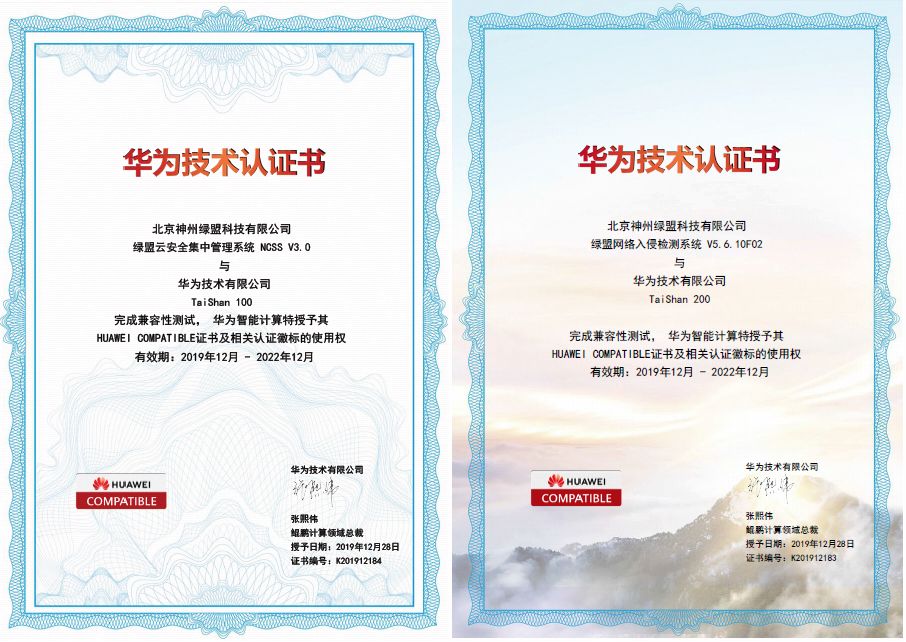 华为技术认证书
北京神州绿盟科技有限公司
绿盟云安全集中管理系统 NCSS V3.0
与
华为技术有限公司
TaiShan 100
完成兼容性测试， 华为智能计算特授予其
HUAWEI COMPATIBLE证书及相关认证徽标的使用权
有效期：2019年12月 - 2022年12月
HUAWEI
COMPATIBLE
华为技术有限公司
张熙伟
张熙伟
鲲鹏计算领域总裁
授予日期：2019年12月28日
证书编号：K201912184
华为技术认证书
北京神州绿盟科技有限公司
绿盟网络入侵检测系统 V5.6.10F02
与
华为技术有限公司
TaiShan 200
完成兼容性测试， 华为智能计算特授予其
HUAWEI COMPATIBLE证书及相关认证徽标的使用权
有效期：2019年12月 - 2022年12月
HUAWEI
COMPATIBLE
华为技术有限公司
张熙伟
张熙伟
鲲鹏计算领域总裁
授予日期：2019年12月28日
证书编号：K201912183